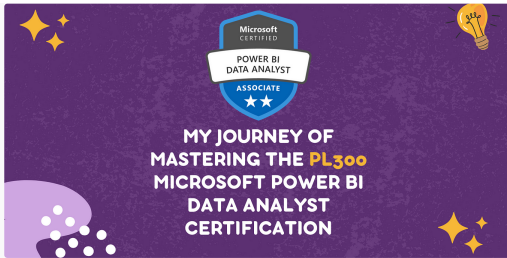 Microsoft
CERTIFIED
POWER BI
DATA ANALYST
ASSOCIATE
MY JOURNEY OF
MASTERING THE PL300
MICROSOFT POWER BI
DATA ANALYST
CERTIFICATION